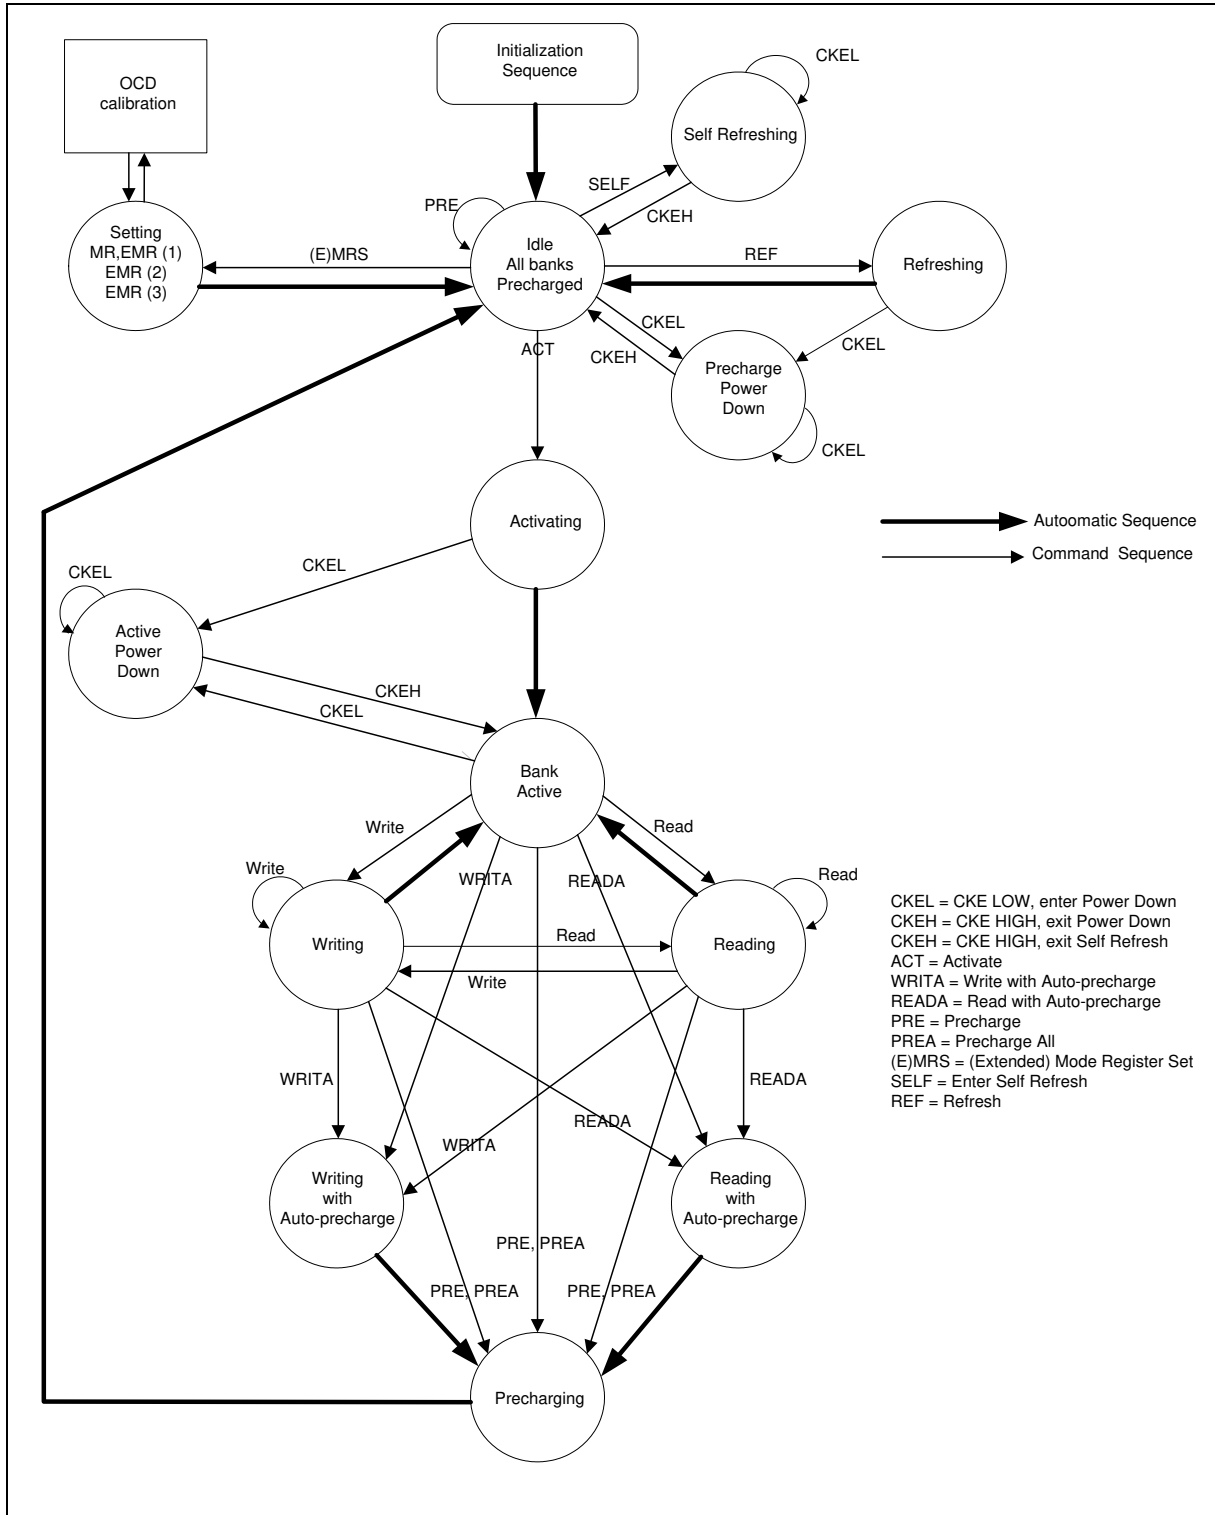 Initialization
Sequence
OCD
calibration
CKEL
Self Refreshing
SELF
CKEH
PRE
Setting
MR,EMR (1)
EMR (2)
EMR (3)
(E)MRS
Idle
All banks
Precharged
REF
Refreshing
CKEL
CKEH
CKEL
ACT
Precharge
Power
Down
CKEL
Activating
Autoomatic Sequence
Command Sequence
CKEL
CKEL
Active
Power
Down
CKEH
CKEL
Bank
Active
Write
Read
Write
WRITA
READA
Read
Writing
Read
Reading
Write
CKEL = CKE LOW, enter Power Down
CKEH = CKE HIGH, exit Power Down
CKEH = CKE HIGH, exit Self Refresh
ACT = Activate
WRITA = Write with Auto-precharge
READA = Read with Auto-precharge
PRE = Precharge
PREA = Precharge All
(E)MRS = (Extended) Mode Register Set
SELF = Enter Self Refresh
REF = Refresh
WRITA
READA
WRITA
READA
Writing
with
Auto-precharge
Reading
with
Auto-precharge
PRE, PREA
PRE, PREA
PRE, PREA
Precharging